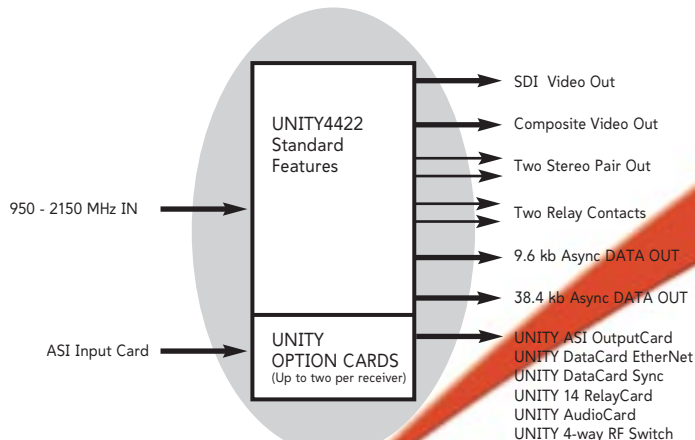 SDI Video Out
UNITY4422
Standard
Features
Composite Video Out
Two Stereo Pair Out
950 - 2150 MHz IN
Two Relay Contacts
9.6 kb Async DATA OUT
38.4 kb Async DATA OUT
ASI Input Card
UNITY
OPTION CARDS
(Up to two per receiver)
UNITY ASI OutputCard
UNITY DataCard EtherNet
UNITY DataCard Sync
UNITY 14 RelayCard
UNITY AudioCard
UNITY 4-way RF Switch